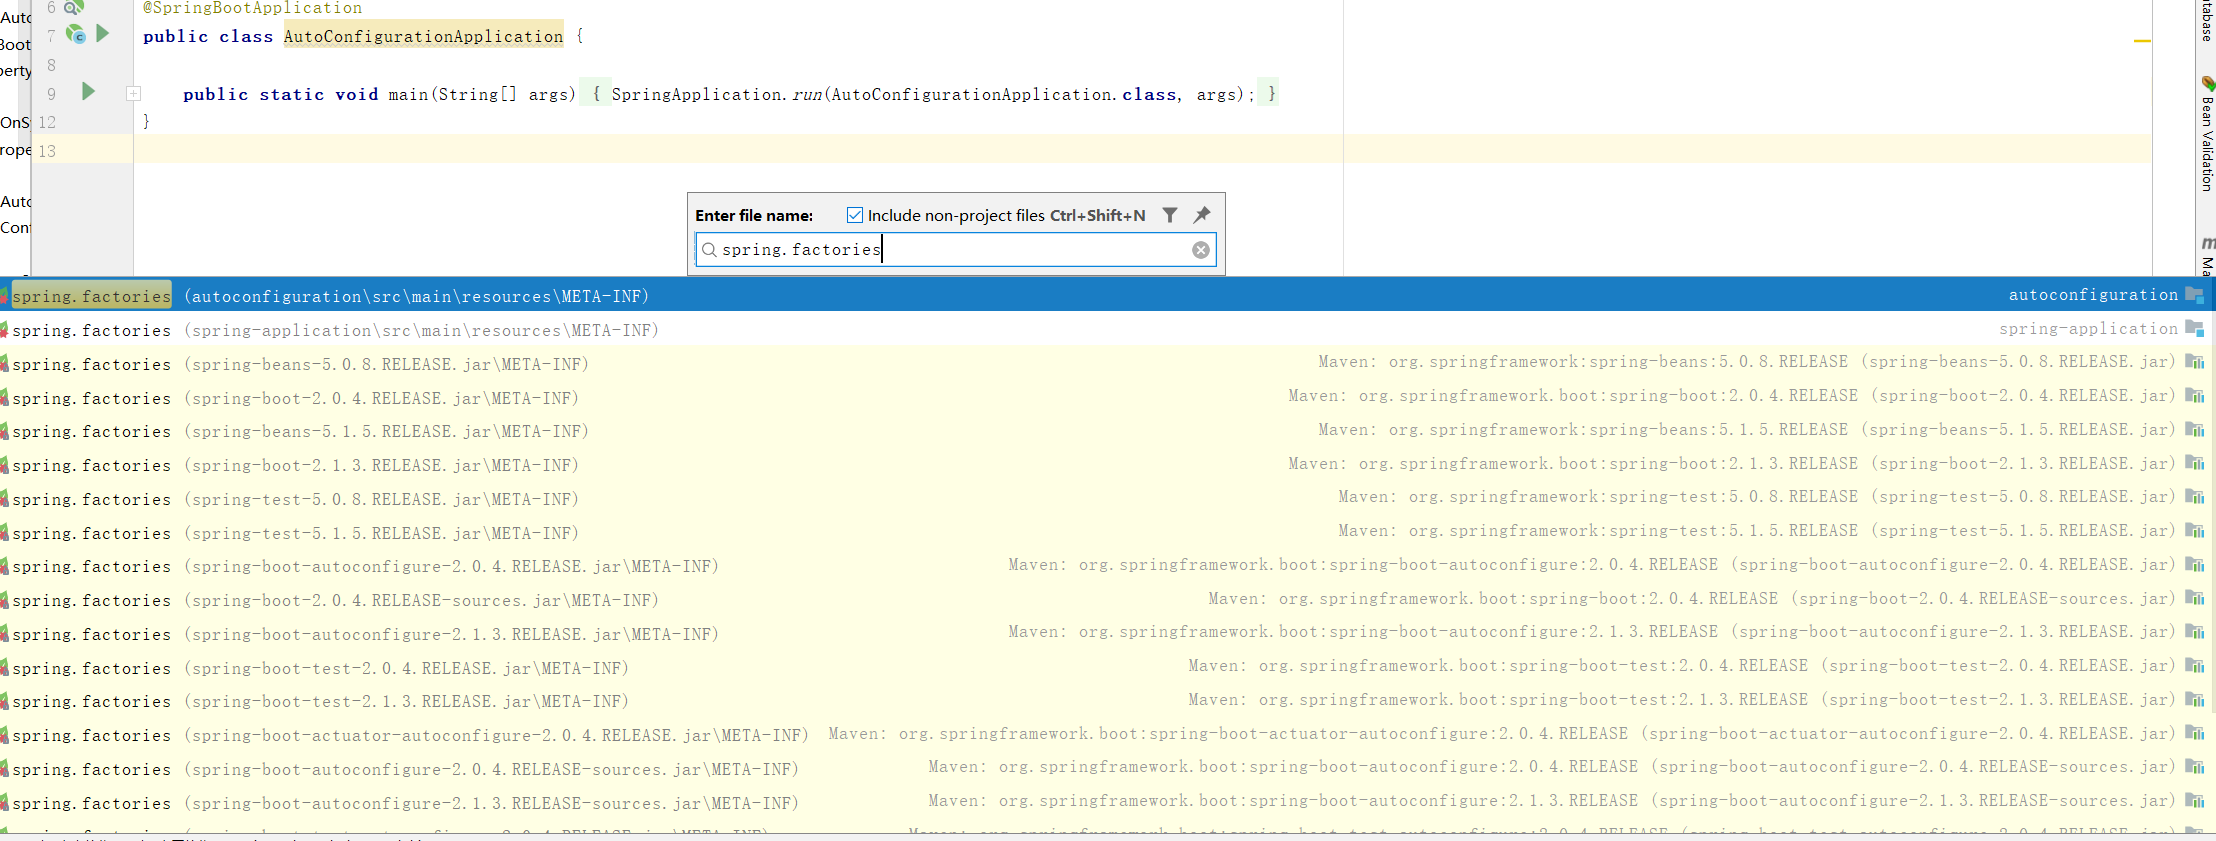 Auto
Boot
perty
OnSy
rope
Auto
Con
6 @SpringBootApplication
7 public class AutoConfigurationApplication {
8
9 public static void main(String[] args) { SpringApplication.run(AutoConfigurationApplication.class, args); }
12 }
13
tabase
Bean Validation
m Ma
Enter file name: Include non-project files Ctrl+Shift+N
spring.factories
spring.factories (autoconfiguration\src\main\resources\META-INF) autoconfiguration
spring.factories (spring-application\src\main\resources\META-INF) spring-application
spring.factories (spring-beans-5.0.8.RELEASE.jar\META-INF) Maven: org.springframework:spring-beans:5.0.8.RELEASE (spring-beans-5.0.8.RELEASE.jar)
spring.factories (spring-boot-2.0.4.RELEASE.jar\META-INF) Maven: org.springframework.boot:spring-boot:2.0.4.RELEASE (spring-boot-2.0.4.RELEASE.jar)
spring.factories (spring-beans-5.1.5.RELEASE.jar\META-INF) Maven: org.springframework:spring-beans:5.1.5.RELEASE (spring-beans-5.1.5.RELEASE.jar)
spring.factories (spring-boot-2.1.3.RELEASE.jar\META-INF) Maven: org.springframework.boot:spring-boot:2.1.3.RELEASE (spring-boot-2.1.3.RELEASE.jar)
spring.factories (spring-test-5.0.8.RELEASE.jar\META-INF) Maven: org.springframework:spring-test:5.0.8.RELEASE (spring-test-5.0.8.RELEASE.jar)
spring.factories (spring-test-5.1.5.RELEASE.jar\META-INF) Maven: org.springframework:spring-test:5.1.5.RELEASE (spring-test-5.1.5.RELEASE.jar)
spring.factories (spring-boot-autoconfigure-2.0.4.RELEASE.jar\META-INF) Maven: org.springframework.boot:spring-boot-autoconfigure:2.0.4.RELEASE (spring-boot-autoconfigure-2.0.4.RELEASE.jar)
spring.factories (spring-boot-2.0.4.RELEASE-sources.jar\META-INF) Maven: org.springframework.boot:spring-boot:2.0.4.RELEASE (spring-boot-2.0.4.RELEASE-sources.jar)
spring.factories (spring-boot-autoconfigure-2.1.3.RELEASE.jar\META-INF) Maven: org.springframework.boot:spring-boot-autoconfigure:2.1.3.RELEASE (spring-boot-autoconfigure-2.1.3.RELEASE.jar)
spring.factories (spring-boot-test-2.0.4.RELEASE.jar\META-INF) Maven: org.springframework.boot:spring-boot-test:2.0.4.RELEASE (spring-boot-test-2.0.4.RELEASE.jar)
spring.factories (spring-boot-test-2.1.3.RELEASE.jar\META-INF) Maven: org.springframework.boot:spring-boot-test:2.1.3.RELEASE (spring-boot-test-2.1.3.RELEASE.jar)
spring.factories (spring-boot-actuator-autoconfigure-2.0.4.RELEASE.jar\META-INF) Maven: org.springframework.boot:spring-boot-actuator-autoconfigure:2.0.4.RELEASE (spring-boot-actuator-autoconfigure-2.0.4.RELEASE.jar)
spring.factories (spring-boot-autoconfigure-2.0.4.RELEASE-sources.jar\META-INF) Maven: org.springframework.boot:spring-boot-autoconfigure:2.0.4.RELEASE (spring-boot-autoconfigure-2.0.4.RELEASE-sources.jar)
spring.factories (spring-boot-autoconfigure-2.1.3.RELEASE-sources.jar\META-INF) Maven: org.springframework.boot:spring-boot-autoconfigure:2.1.3.RELEASE (spring-boot-autoconfigure-2.1.3.RELEASE-sources.jar)